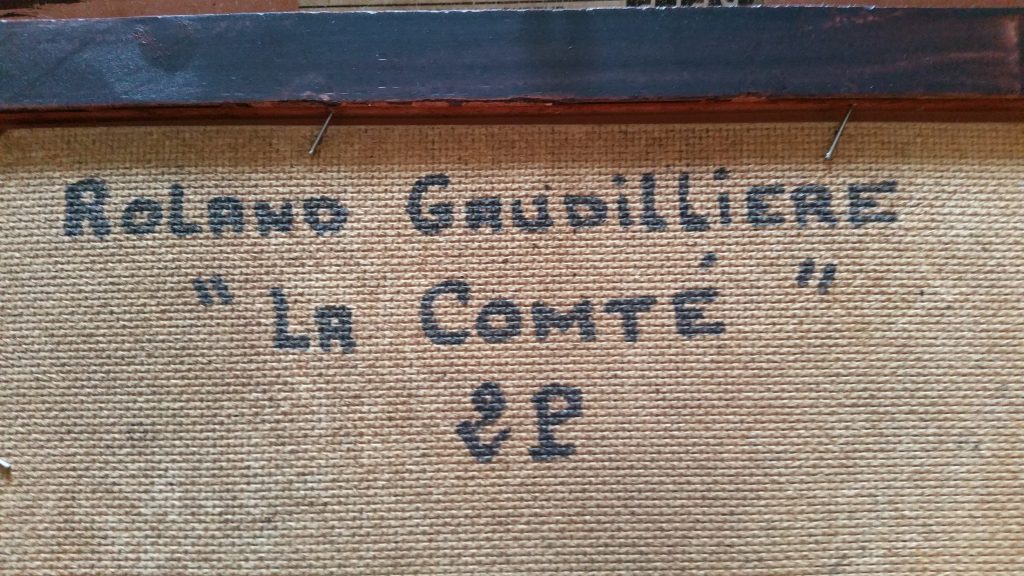 Roland Gaudilliere
" La Comté "
2P